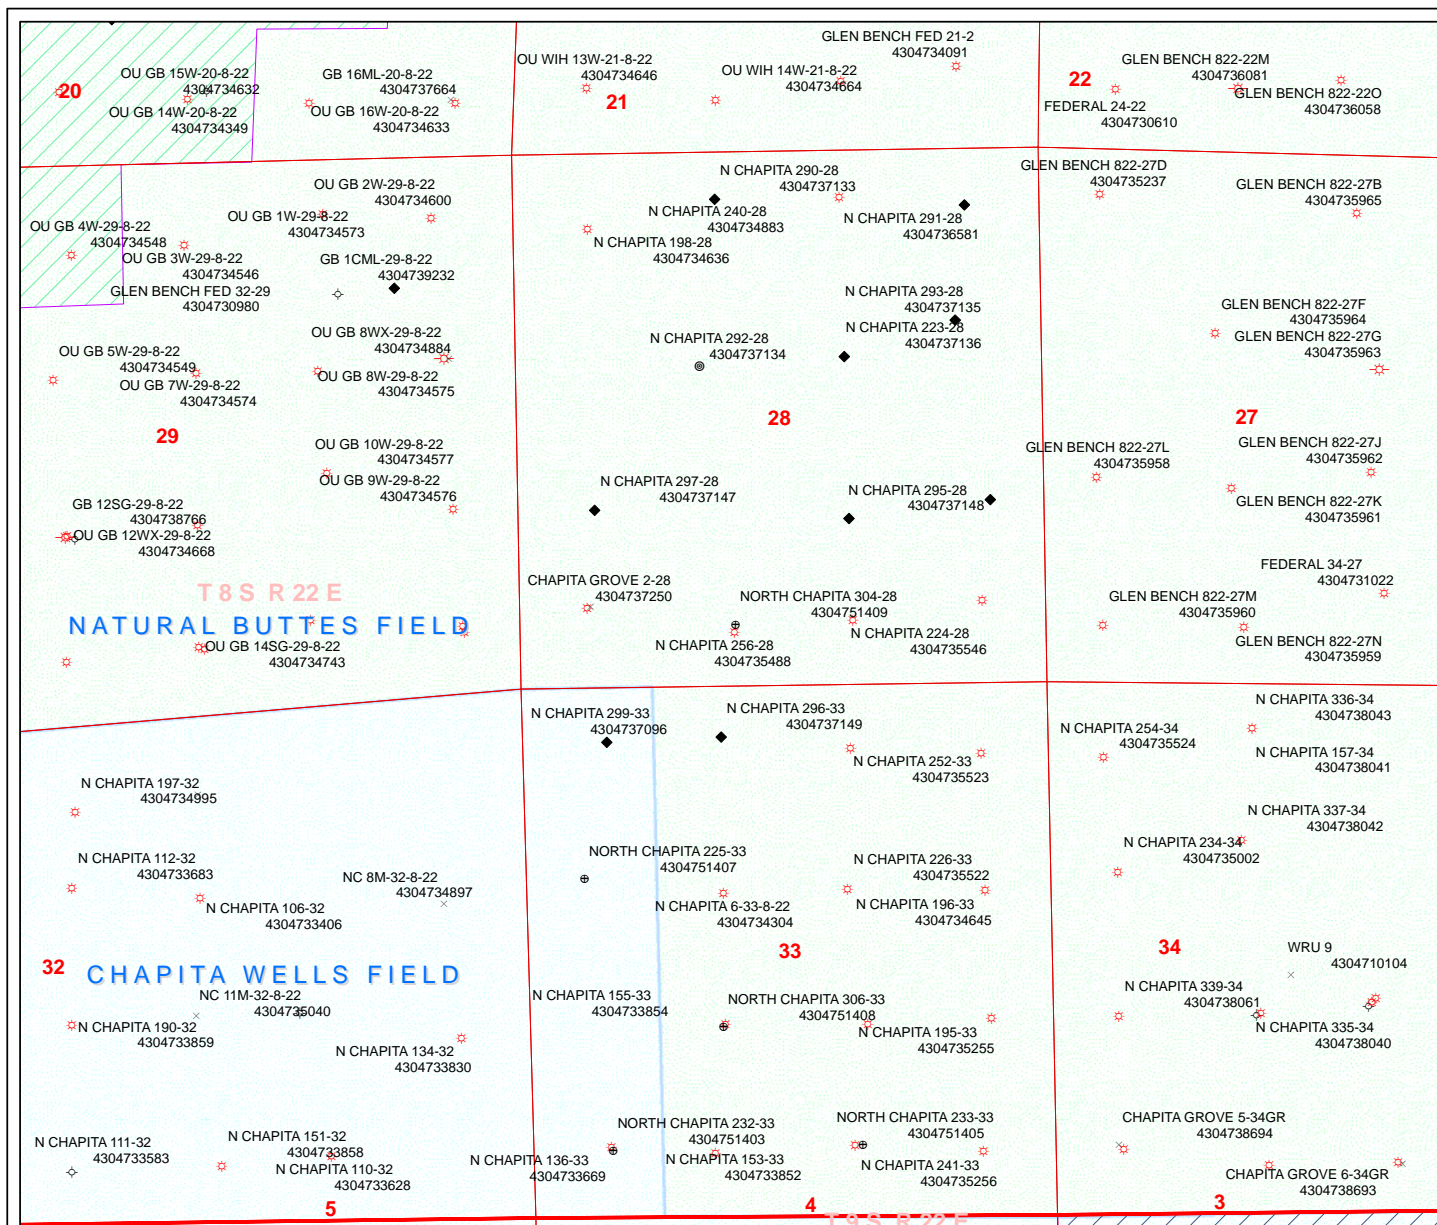 20
OU GB 15W-20-8-22
4304734632
OU GB 14W-20-8-22
4304734349
GB 16ML-20-8-22
4304737664
OU GB 16W-20-8-22
4304734633
OU WIH 13W-21-8-22
4304734646
21
OU WIH 14W-21-8-22
4304734664
GLEN BENCH FED 21-2
4304734091
22
GLEN BENCH 822-22M
4304736081
FEDERAL 24-22
4304730610
GLEN BENCH 822-22O
4304736058
OU GB 2W-29-8-22
4304734600
OU GB 1W-29-8-22
4304734573
OU GB 4W-29-8-22
4304734548
OU GB 3W-29-8-22
4304734546
GB 1CML-29-8-22
4304739232
GLEN BENCH FED 32-29
4304730980
OU GB 8WX-29-8-22
4304734884
OU GB 5W-29-8-22
4304734549
OU GB 7W-29-8-22
4304734574
OU GB 8W-29-8-22
4304734575
29
OU GB 10W-29-8-22
4304734577
OU GB 9W-29-8-22
4304734576
GB 12SG-29-8-22
4304738766
OU GB 12WX-29-8-22
4304734668
T 8 S R 22 E
NATURAL BUTTES FIELD
OU GB 14SG-29-8-22
4304734743
N CHAPITA 290-28
4304737133
N CHAPITA 240-28
4304734883
N CHAPITA 291-28
4304736581
N CHAPITA 198-28
4304734636
N CHAPITA 293-28
4304737135
N CHAPITA 223-28
4304737136
N CHAPITA 292-28
4304737134
28
N CHAPITA 297-28
4304737147
N CHAPITA 295-28
4304737148
CHAPITA GROVE 2-28
4304737250
NORTH CHAPITA 304-28
4304751409
N CHAPITA 256-28
4304735488
N CHAPITA 224-28
4304735546
GLEN BENCH 822-27D
4304735237
GLEN BENCH 822-27B
4304735965
GLEN BENCH 822-27F
4304735964
GLEN BENCH 822-27G
4304735963
27
GLEN BENCH 822-27L
4304735958
GLEN BENCH 822-27J
4304735962
GLEN BENCH 822-27K
4304735961
FEDERAL 34-27
4304731022
GLEN BENCH 822-27M
4304735960
GLEN BENCH 822-27N
4304735959
N CHAPITA 197-32
4304734995
N CHAPITA 112-32
4304733683
NC 8M-32-8-22
4304734897
N CHAPITA 106-32
4304733406
32
CHAPITA WELLS FIELD
NC 11M-32-8-22
4304735040
N CHAPITA 190-32
4304733859
N CHAPITA 134-32
4304733830
N CHAPITA 111-32
4304733583
N CHAPITA 151-32
4304733858
N CHAPITA 110-32
4304733628
5
N CHAPITA 299-33
4304737096
N CHAPITA 296-33
4304737149
N CHAPITA 252-33
4304735523
NORTH CHAPITA 225-33
4304751407
N CHAPITA 226-33
4304735522
N CHAPITA 6-33-8-22
4304734304
N CHAPITA 196-33
4304734645
33
N CHAPITA 155-33
4304733854
NORTH CHAPITA 306-33
4304751408
N CHAPITA 195-33
4304735255
NORTH CHAPITA 232-33
4304751403
NORTH CHAPITA 233-33
4304751405
N CHAPITA 136-33
4304733669
N CHAPITA 153-33
4304733852
N CHAPITA 241-33
4304735256
4
T 9 S R 22 E
N CHAPITA 336-34
4304738043
N CHAPITA 254-34
4304735524
N CHAPITA 157-34
4304738041
N CHAPITA 337-34
4304738042
N CHAPITA 234-34
4304735002
34
WRU 9
4304710104
N CHAPITA 339-34
4304738061
N CHAPITA 335-34
4304738040
CHAPITA GROVE 5-34GR
4304738694
CHAPITA GROVE 6-34GR
4304738693
3